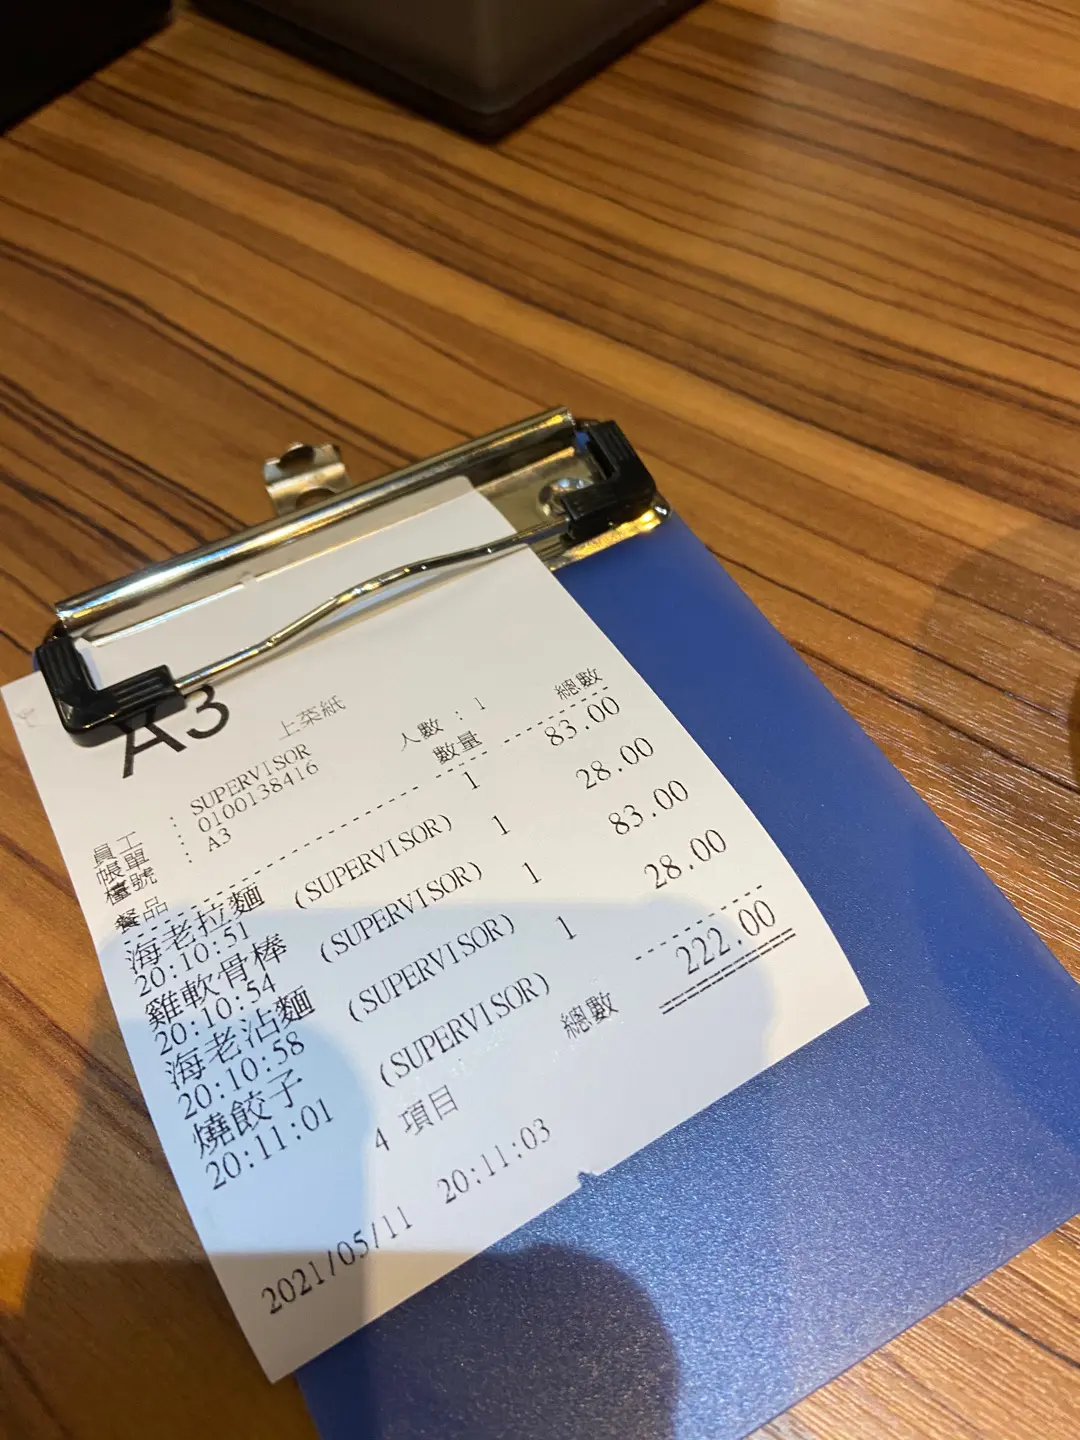 A3
上菜紙
員工 : SUPERVISOR
帳單 : 0100138416 人數 : 1
檯號 : A3
餐品 數量 總數
海老拉麵 1 83.00
20:10:51 (SUPERVISOR)
雞軟骨棒 1 28.00
20:10:54 (SUPERVISOR)
海老沾麵 1 83.00
20:10:58 (SUPERVISOR)
燒餃子 1 28.00
20:11:01 (SUPERVISOR)
4 項目 總數 222.00
2021/05/11 20:11:03